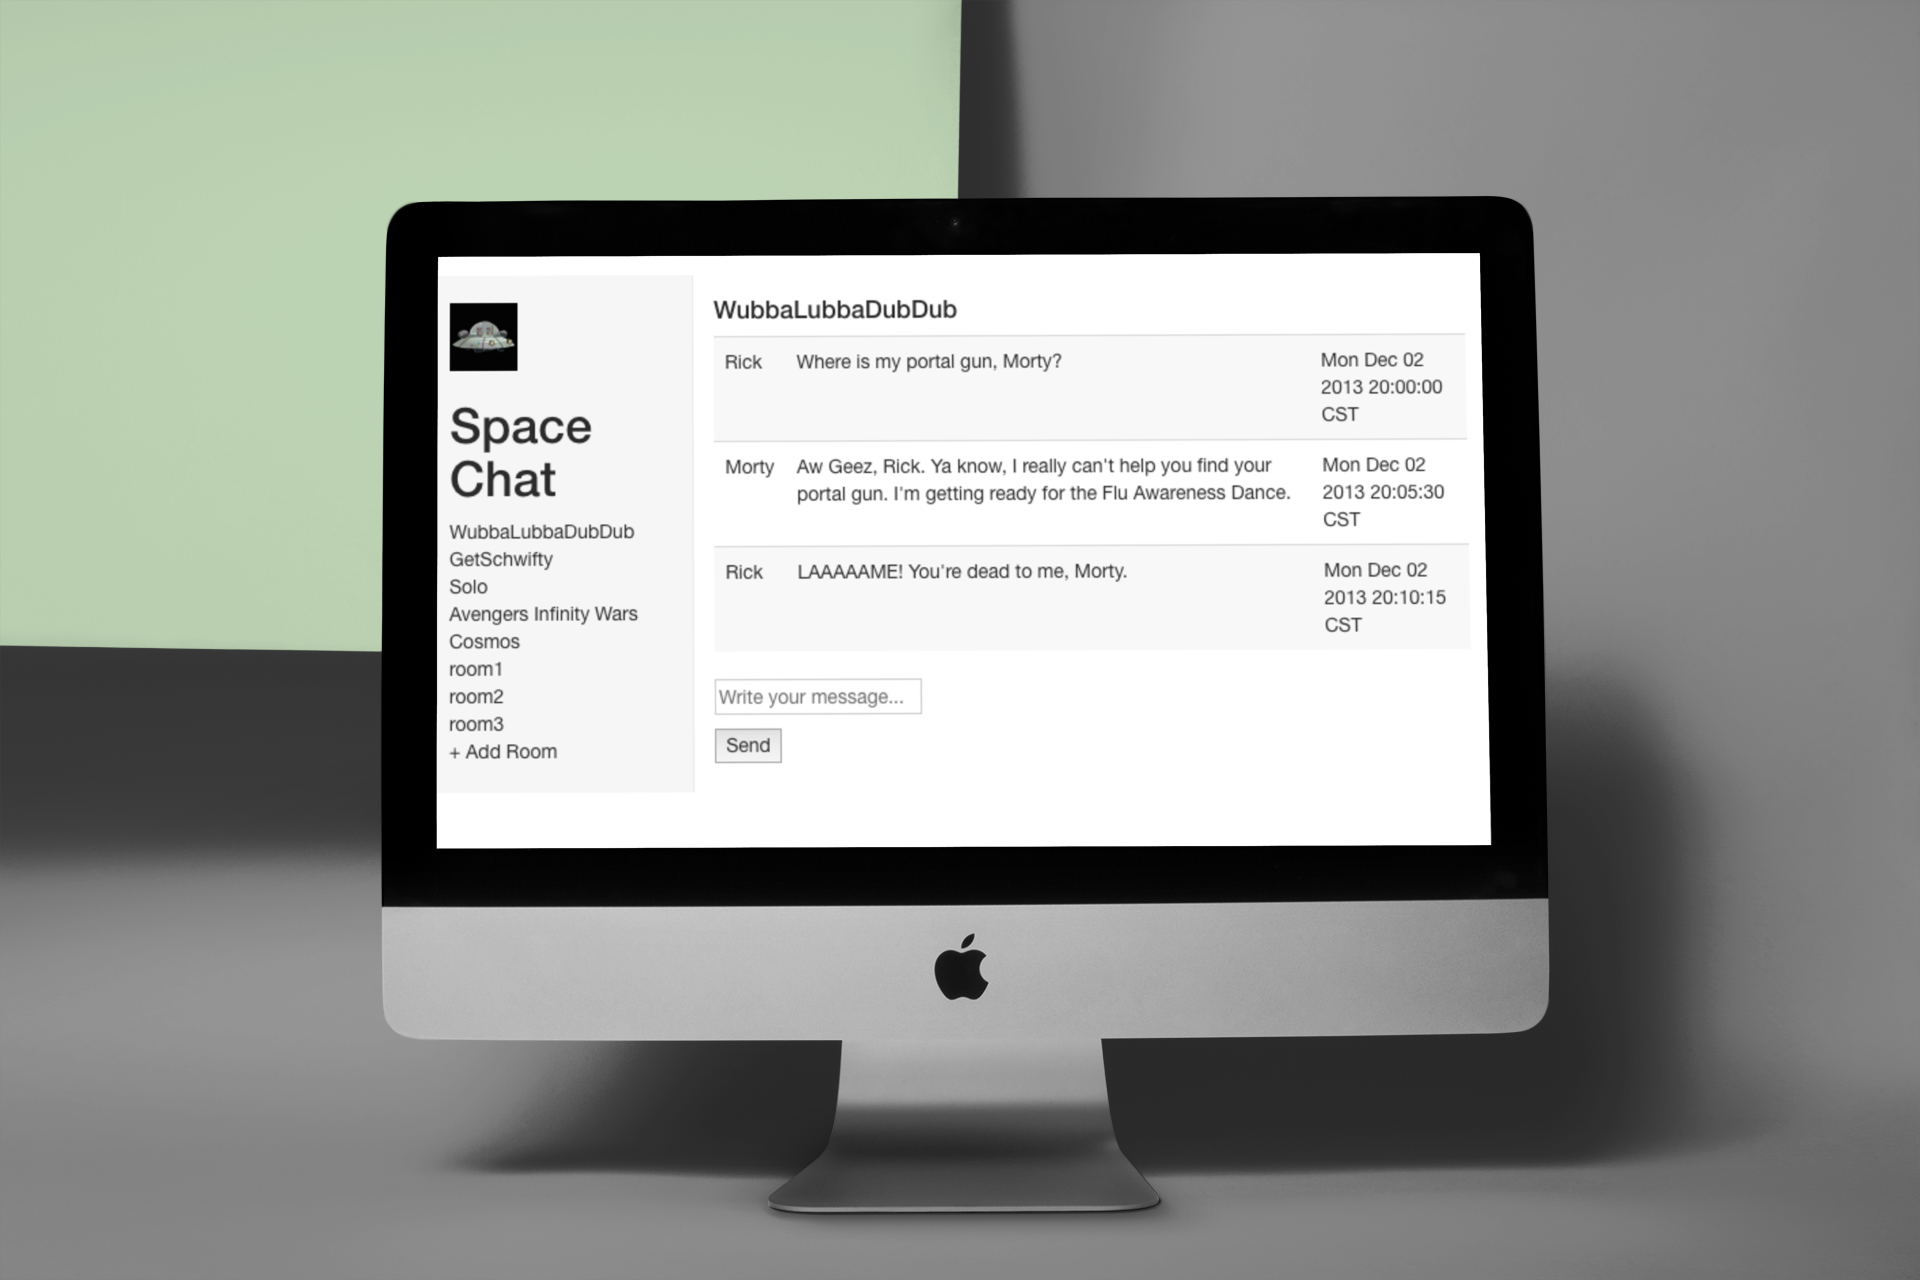 Space
Chat
WubbaLubbaDubDub
GetSchwifty
Solo
Avengers Infinity Wars
Cosmos
room1
room2
room3
+ Add Room
WubbaLubbaDubDub
Rick
Where is my portal gun, Morty?
Mon Dec 02
2013 20:00:00
CST
Morty
Aw Geez, Rick. Ya know, I really can't help you find your
portal gun. I'm getting ready for the Flu Awareness Dance.
Mon Dec 02
2013 20:05:30
CST
Rick
LAAAAAME! You're dead to me, Morty.
Mon Dec 02
2013 20:10:15
CST
Write your message...
Send